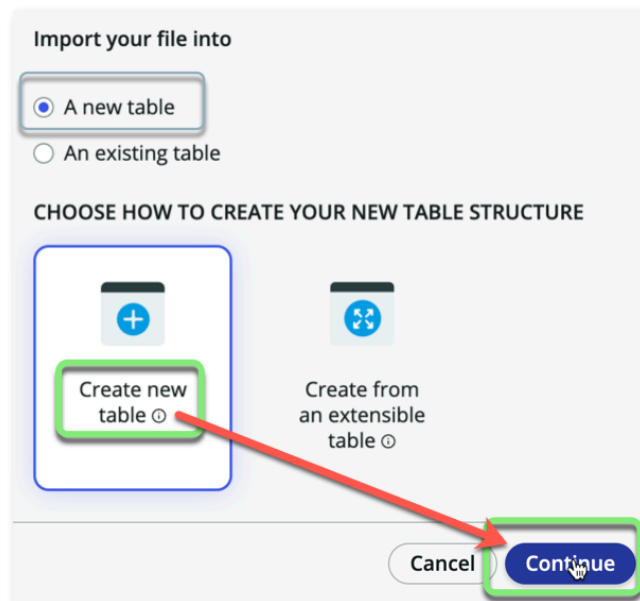 Import your file into
A new table
An existing table
CHOOSE HOW TO CREATE YOUR NEW TABLE STRUCTURE
Create new
table
Create from
an extensible
table
Cancel
Continue